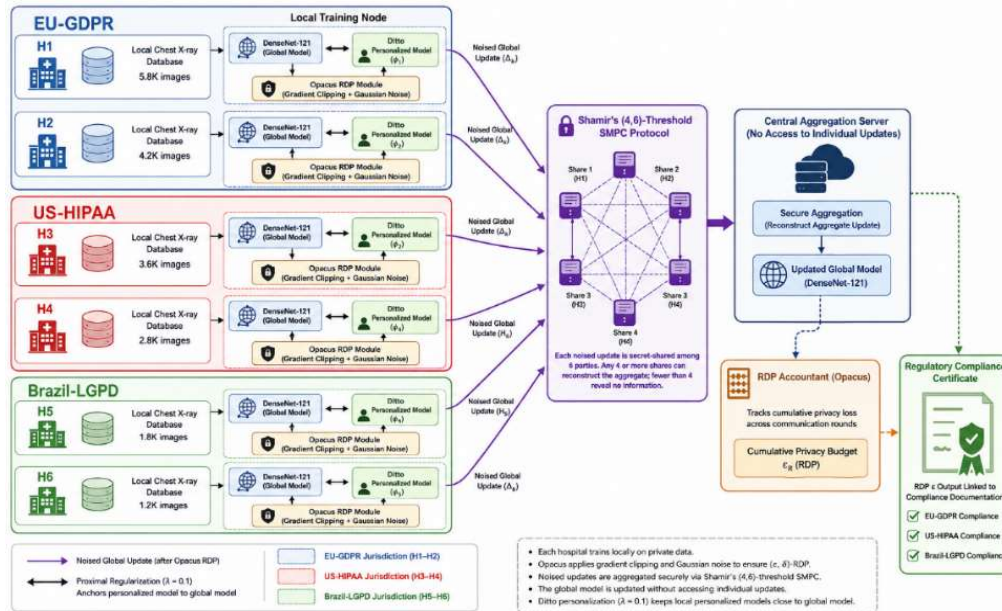 EU-GDPR
Local Training Node
H1
Local Chest X-ray
Database
5.8K images
DenseNet-121
(Global Model)
Ditto
Personalized Model
(φ₁)
Opacus RDP Module
(Gradient Clipping + Gaussian Noise)
Noised Global
Update (Δₖ)
H2
Local Chest X-ray
Database
4.2K images
DenseNet-121
(Global Model)
Ditto
Personalized Model
Opacus RDP Module
(Gradient Clipping + Gaussian Noise)
Noised Global
Update (Δₖ)
US-HIPAA
H3
Local Chest X-ray
Database
3.6K images
DenseNet-121
(Global Model)
Ditto
Personalized Model
Opacus RDP Module
(Gradient Clipping + Gaussian Noise)
Noised Global
Update
H4
Local Chest X-ray
Database
2.8K images
DenseNet-121
(Global Model)
Ditto
Personalized Model
Opacus RDP Module
(Gradient Clipping + Gaussian Noise)
Noised Global
Update
Brazil-LGPD
H5
Local Chest X-ray
Database
1.8K images
DenseNet-121
(Global Model)
Ditto
Personalized Model
Opacus RDP Module
(Gradient Clipping + Gaussian Noise)
Noised Global
Update
H6
Local Chest X-ray
Database
1.2K images
DenseNet-121
(Global Model)
Ditto
Personalized Model
Opacus RDP Module
(Gradient Clipping + Gaussian Noise)
Noised Global
Update
Shamir's (4,6)-Threshold
SMPC Protocol
Share 1
(H1)
Share 2
(H2)
Share 3
Share 3
(H4)
Share 4
Each noised update is secret-shared among
6 parties. Any 4 or more shares can
reconstruct the aggregate; fewer than 4
reveal no information.
Central Aggregation Server
(No Access to Individual Updates)
Secure Aggregation
(Reconstruct Aggregate Update)
Updated Global Model
(DenseNet-121)
RDP Accountant (Opacus)
Tracks cumulative privacy loss
across communication rounds
Cumulative Privacy Budget
(RDP)
Regulatory Compliance
Certificate
RDP ε Output Linked to
Compliance Documentation
EU-GDPR Compliance
US-HIPAA Compliance
Brazil-LGPD Compliance
Noised Global Update (after Opacus RDP)
Proximal Regularization (λ = 0.1)
Anchors personalized model to global model
EU-GDPR Jurisdiction (H1–H2)
US-HIPAA Jurisdiction (H3–H4)
Brazil-LGPD Jurisdiction (H5–H6)
• Each hospital trains locally on private data.
• Opacus applies gradient clipping and Gaussian noise to ensure (ε, δ)-RDP.
• Noised updates are aggregated securely via Shamir's (4,6)-threshold SMPC.
• The global model is updated without accessing individual updates.
• Ditto personalization (λ = 0.1) keeps local personalized models close to global model.